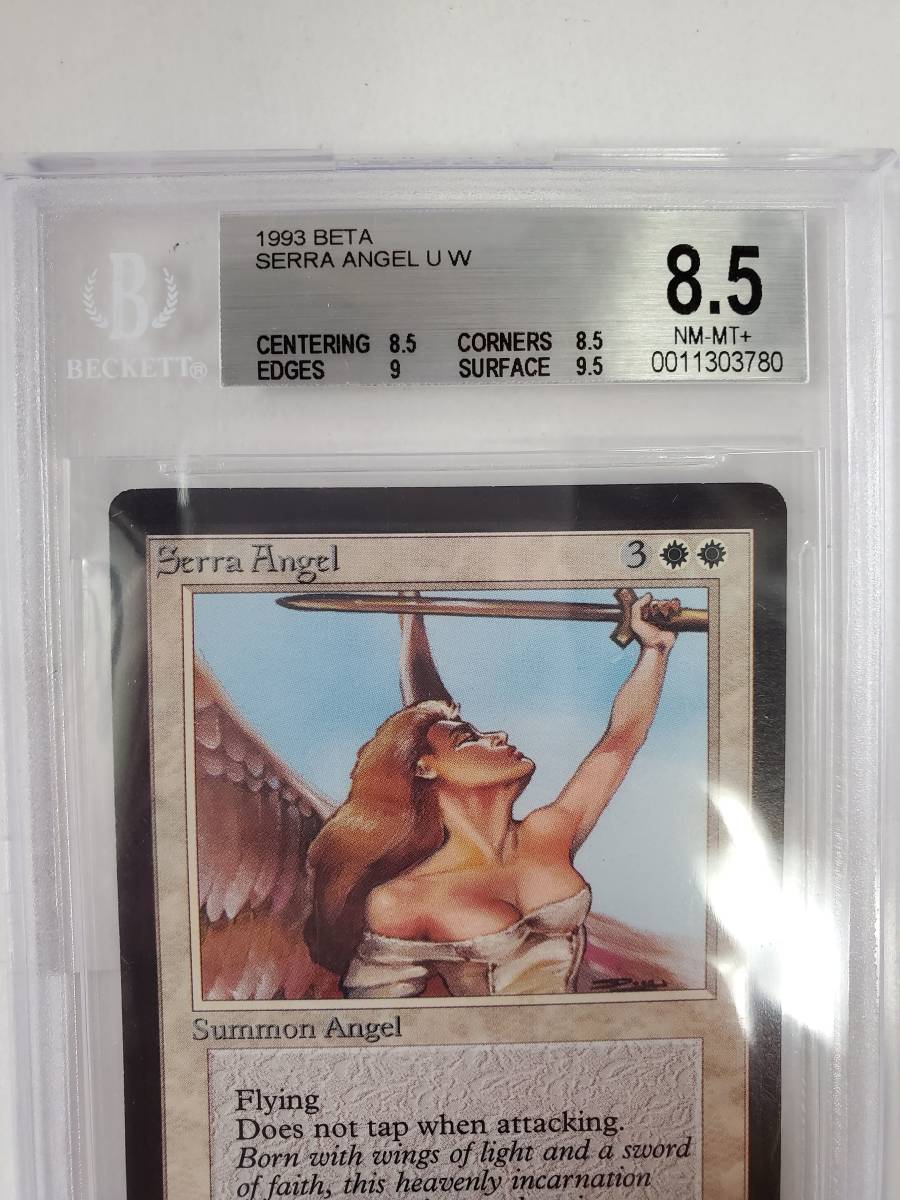 1993 BETA
SERRA ANGEL U W
8.5
NM-MT+
0011303780
CENTERING 8.5 CORNERS 8.5
EDGES 9 SURFACE 9.5
B
BECKETT®
Serra Angel 3
Summon Angel
Flying
Does not tap when attacking.
Born with wings of light and a sword
of faith, this heavenly incarnation